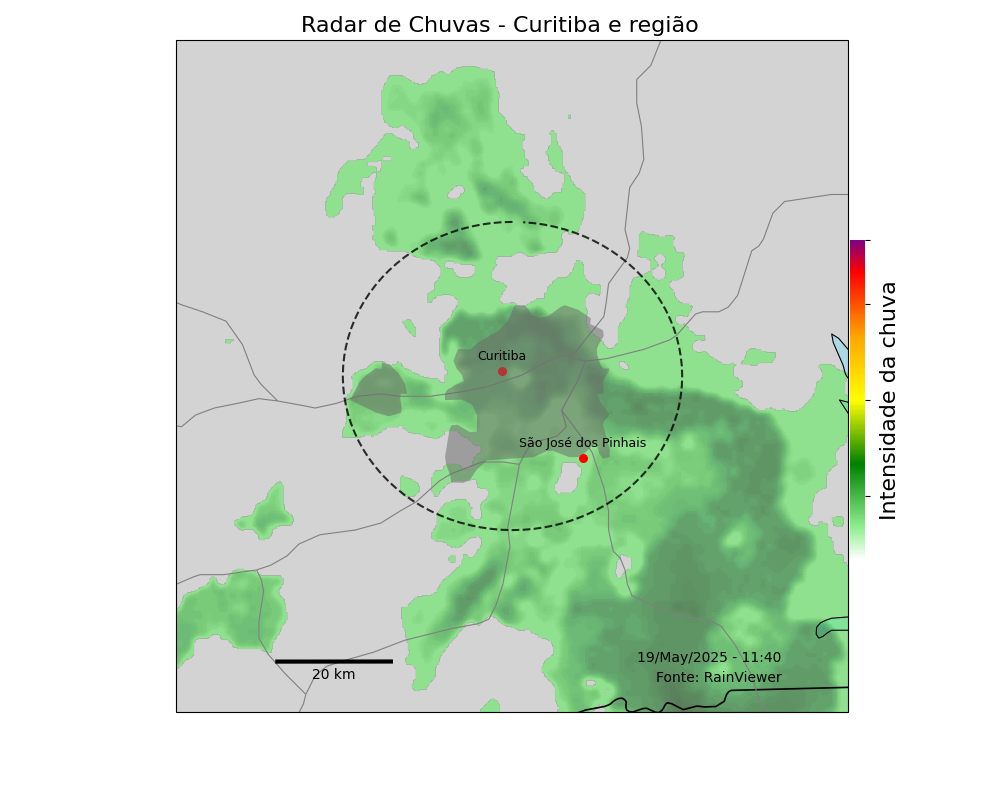 Radar de Chuvas - Curitiba e região
Curitiba
São José dos Pinhais
Intensidade da chuva
19/May/2025 - 11:40
20 km
Fonte: RainViewer